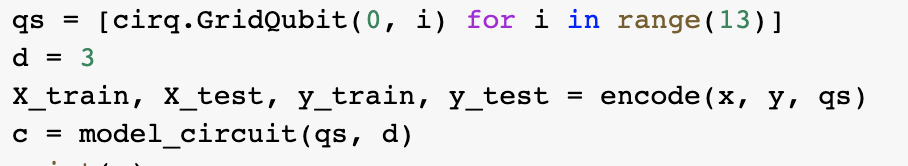 qs = [cirq.GridQubit(0, i) for i in range(13)]
d = 3
X_train, X_test, y_train, y_test = encode(x, y, qs)
c = model_circuit(qs, d)